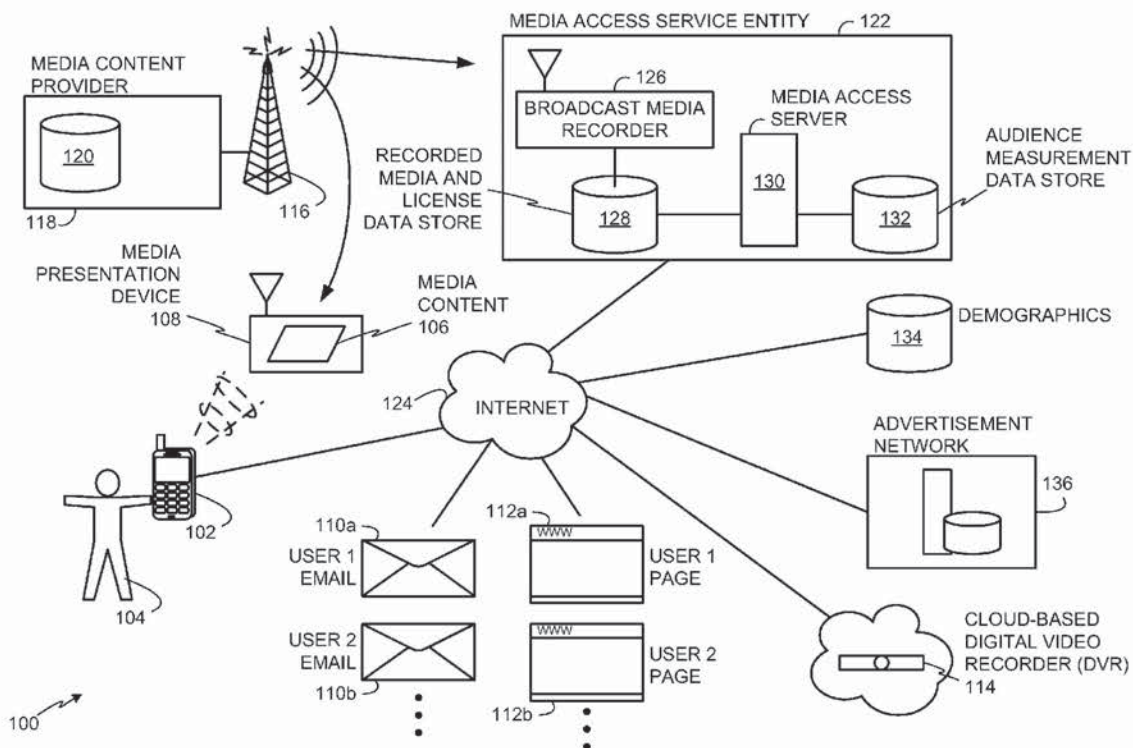 MEDIA ACCESS SERVICE ENTITY
122
MEDIA CONTENT
PROVIDER
120
118
116
126
BROADCAST MEDIA
RECORDER
MEDIA ACCESS
SERVER
130
RECORDED
MEDIA AND
LICENSE
DATA STORE
128
132
AUDIENCE
MEASUREMENT
DATA STORE
MEDIA
PRESENTATION
DEVICE
108
MEDIA
CONTENT
106
134
DEMOGRAPHICS
124
INTERNET
ADVERTISEMENT
NETWORK
136
102
104
110a
USER 1
EMAIL
112a
WWW
USER 1
PAGE
USER 2
EMAIL
110b
WWW
USER 2
PAGE
112b
CLOUD-BASED
DIGITAL VIDEO
RECORDER (DVR)
114
100